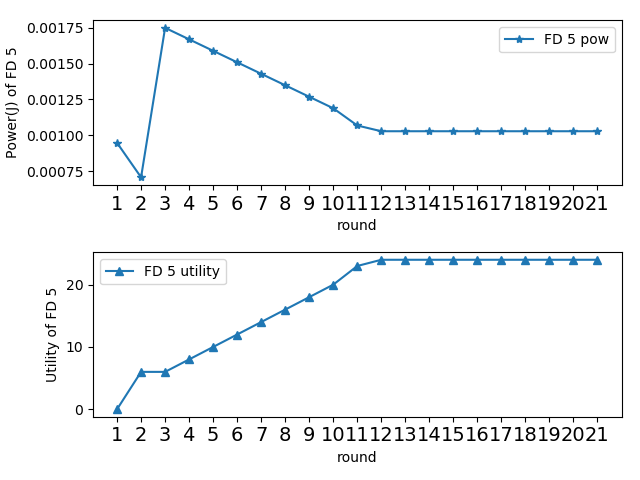 Power(J) of FD 5
0.00175
0.00150
0.00125
0.00100
0.00075
FD 5 pow
1 2 3 4 5 6 7 8 9 10 11 12 13 14 15 16 17 18 19 20 21
round
Utility of FD 5
20
10
0
FD 5 utility
1 2 3 4 5 6 7 8 9 10 11 12 13 14 15 16 17 18 19 20 21
round